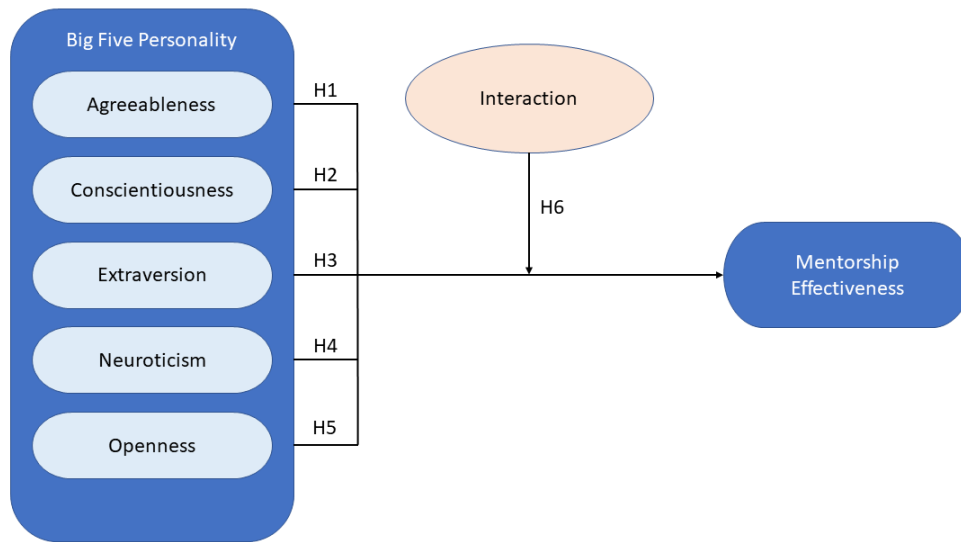 Big Five Personality
Agreeableness
Conscientiousness
Extraversion
Neuroticism
Openness
H1
H2
H3
H4
H5
Interaction
H6
Mentorship
Effectiveness